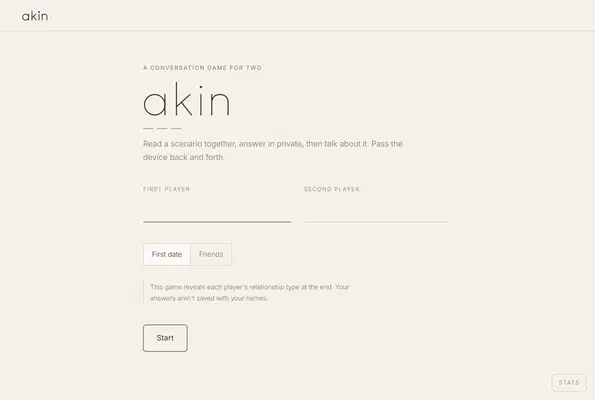 akin
A CONVERSATION GAME FOR TWO
akin
Read a scenario together, answer in private, then talk about it. Pass the
device back and forth.
FIRST PLAYER
SECOND PLAYER
First date
Friends
This game reveals each player's relationship type at the end. Your
answers aren't saved with your names.
Start
STATS